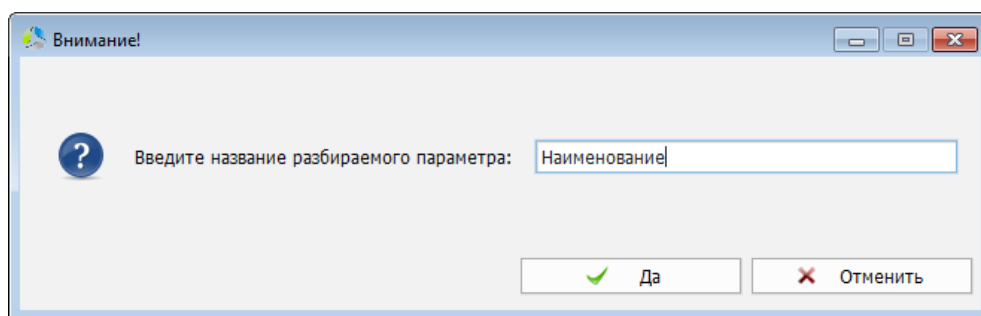 Внимание!
Введите название разбираемого параметра: Наименование
Да Отменить